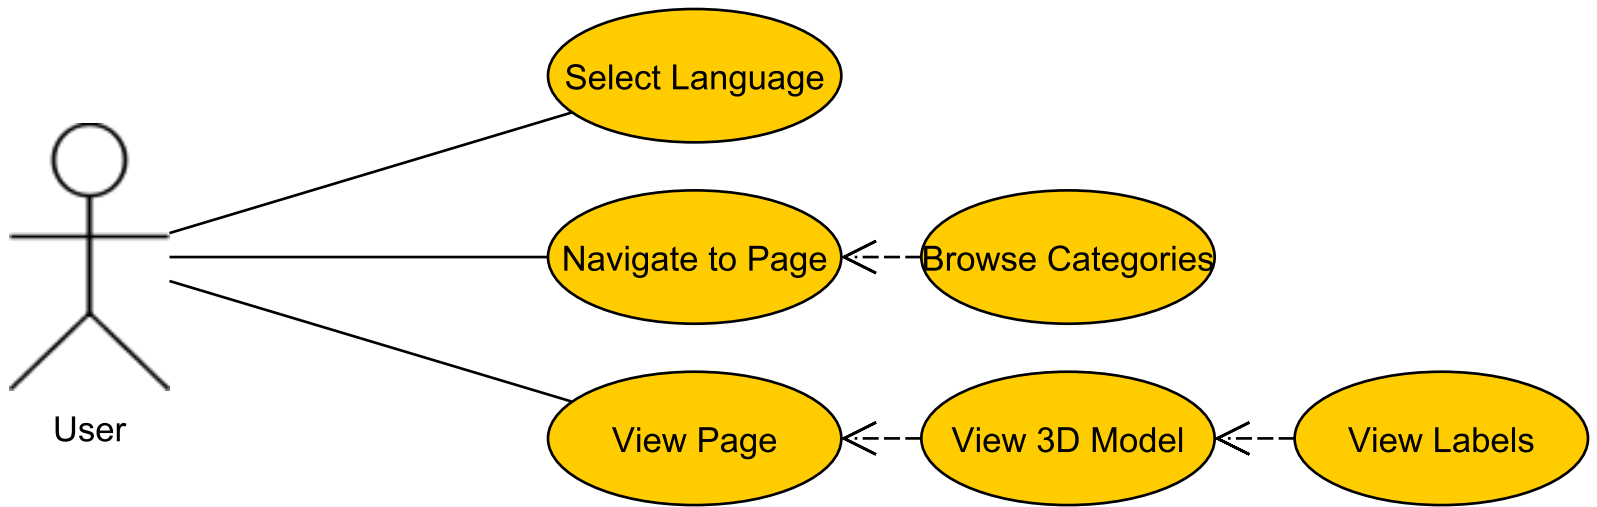 Select Language
Navigate to Page
Browse Categories
View Page
View 3D Model
View Labels
User